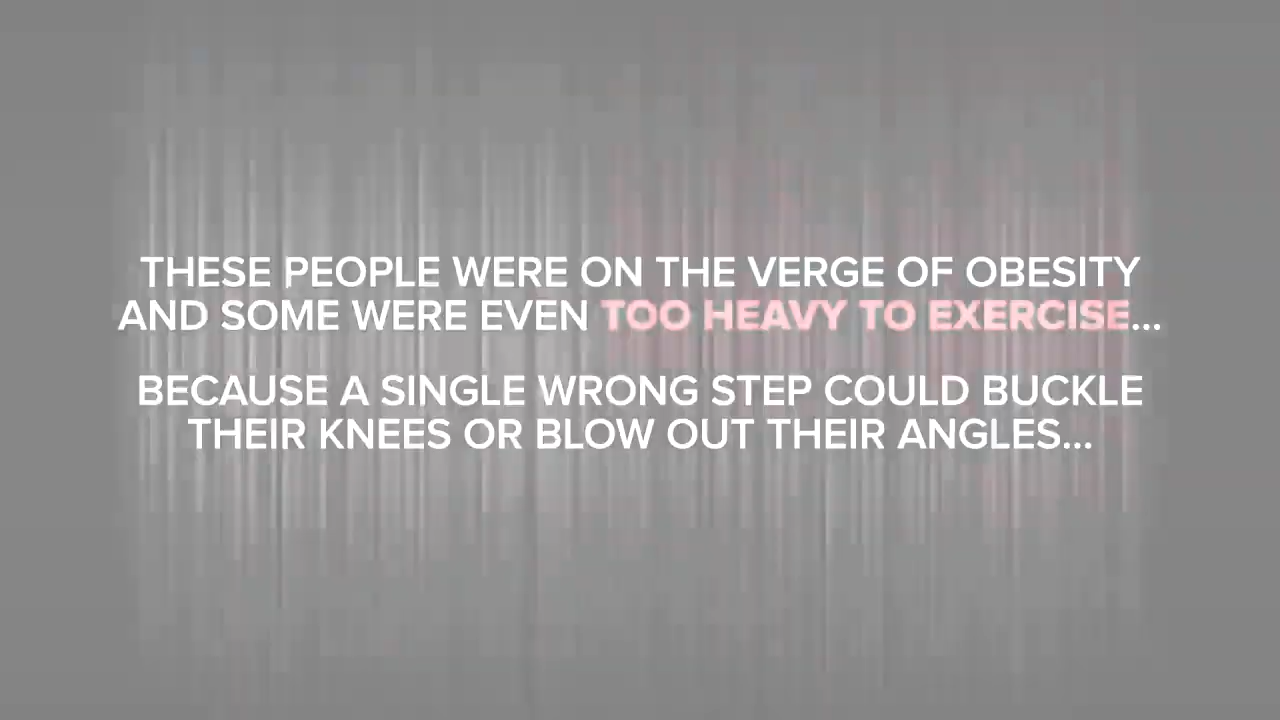 THESE PEOPLE WERE ON THE VERGE OF OBESITY
AND SOME WERE EVEN TOO HEAVY TO EXERCISE...
BECAUSE A SINGLE WRONG STEP COULD BUCKLE
THEIR KNEES OR BLOW OUT THEIR ANGLES...